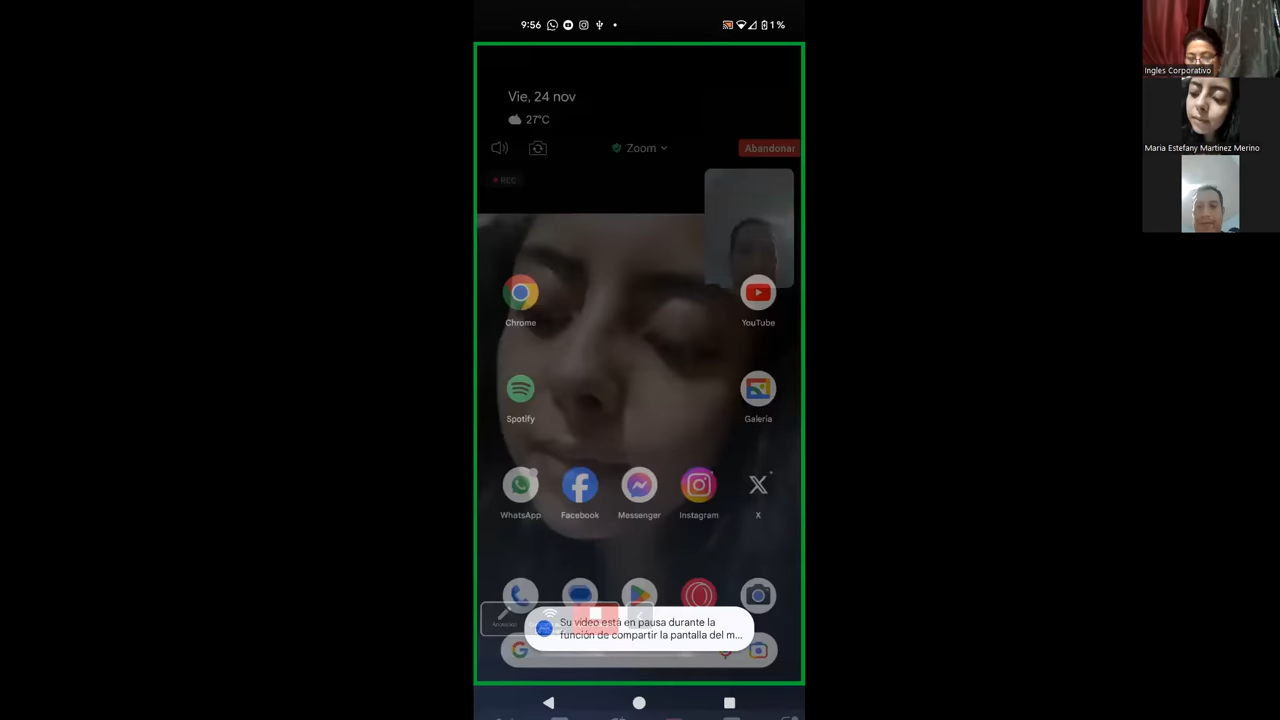 9:56
1%
Vie, 24 nov
27°C
Zoom
Abandonar
REC
Chrome
YouTube
Spotify
Galería
WhatsApp
Facebook
Messenger
Instagram
X
Su video está en pausa durante la
función de compartir la pantalla del m...
Ingles Corporativo
Maria Estefany Martinez Merino